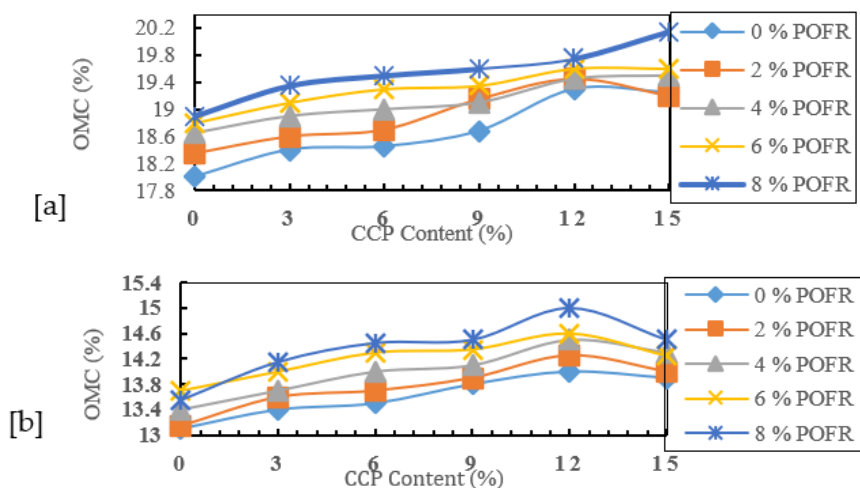 [a]
OMC (%)
20.2
19.8
19.4
19
18.6
18.2
17.8
0 3 6 9 12 15
CCP Content (%)
0 % POFR
2 % POFR
4 % POFR
6 % POFR
8 % POFR
[b]
OMC (%)
15.4
15
14.6
14.2
13.8
13.4
13
0 3 6 9 12 15
CCP Content (%)
0 % POFR
2 % POFR
4 % POFR
6 % POFR
8 % POFR